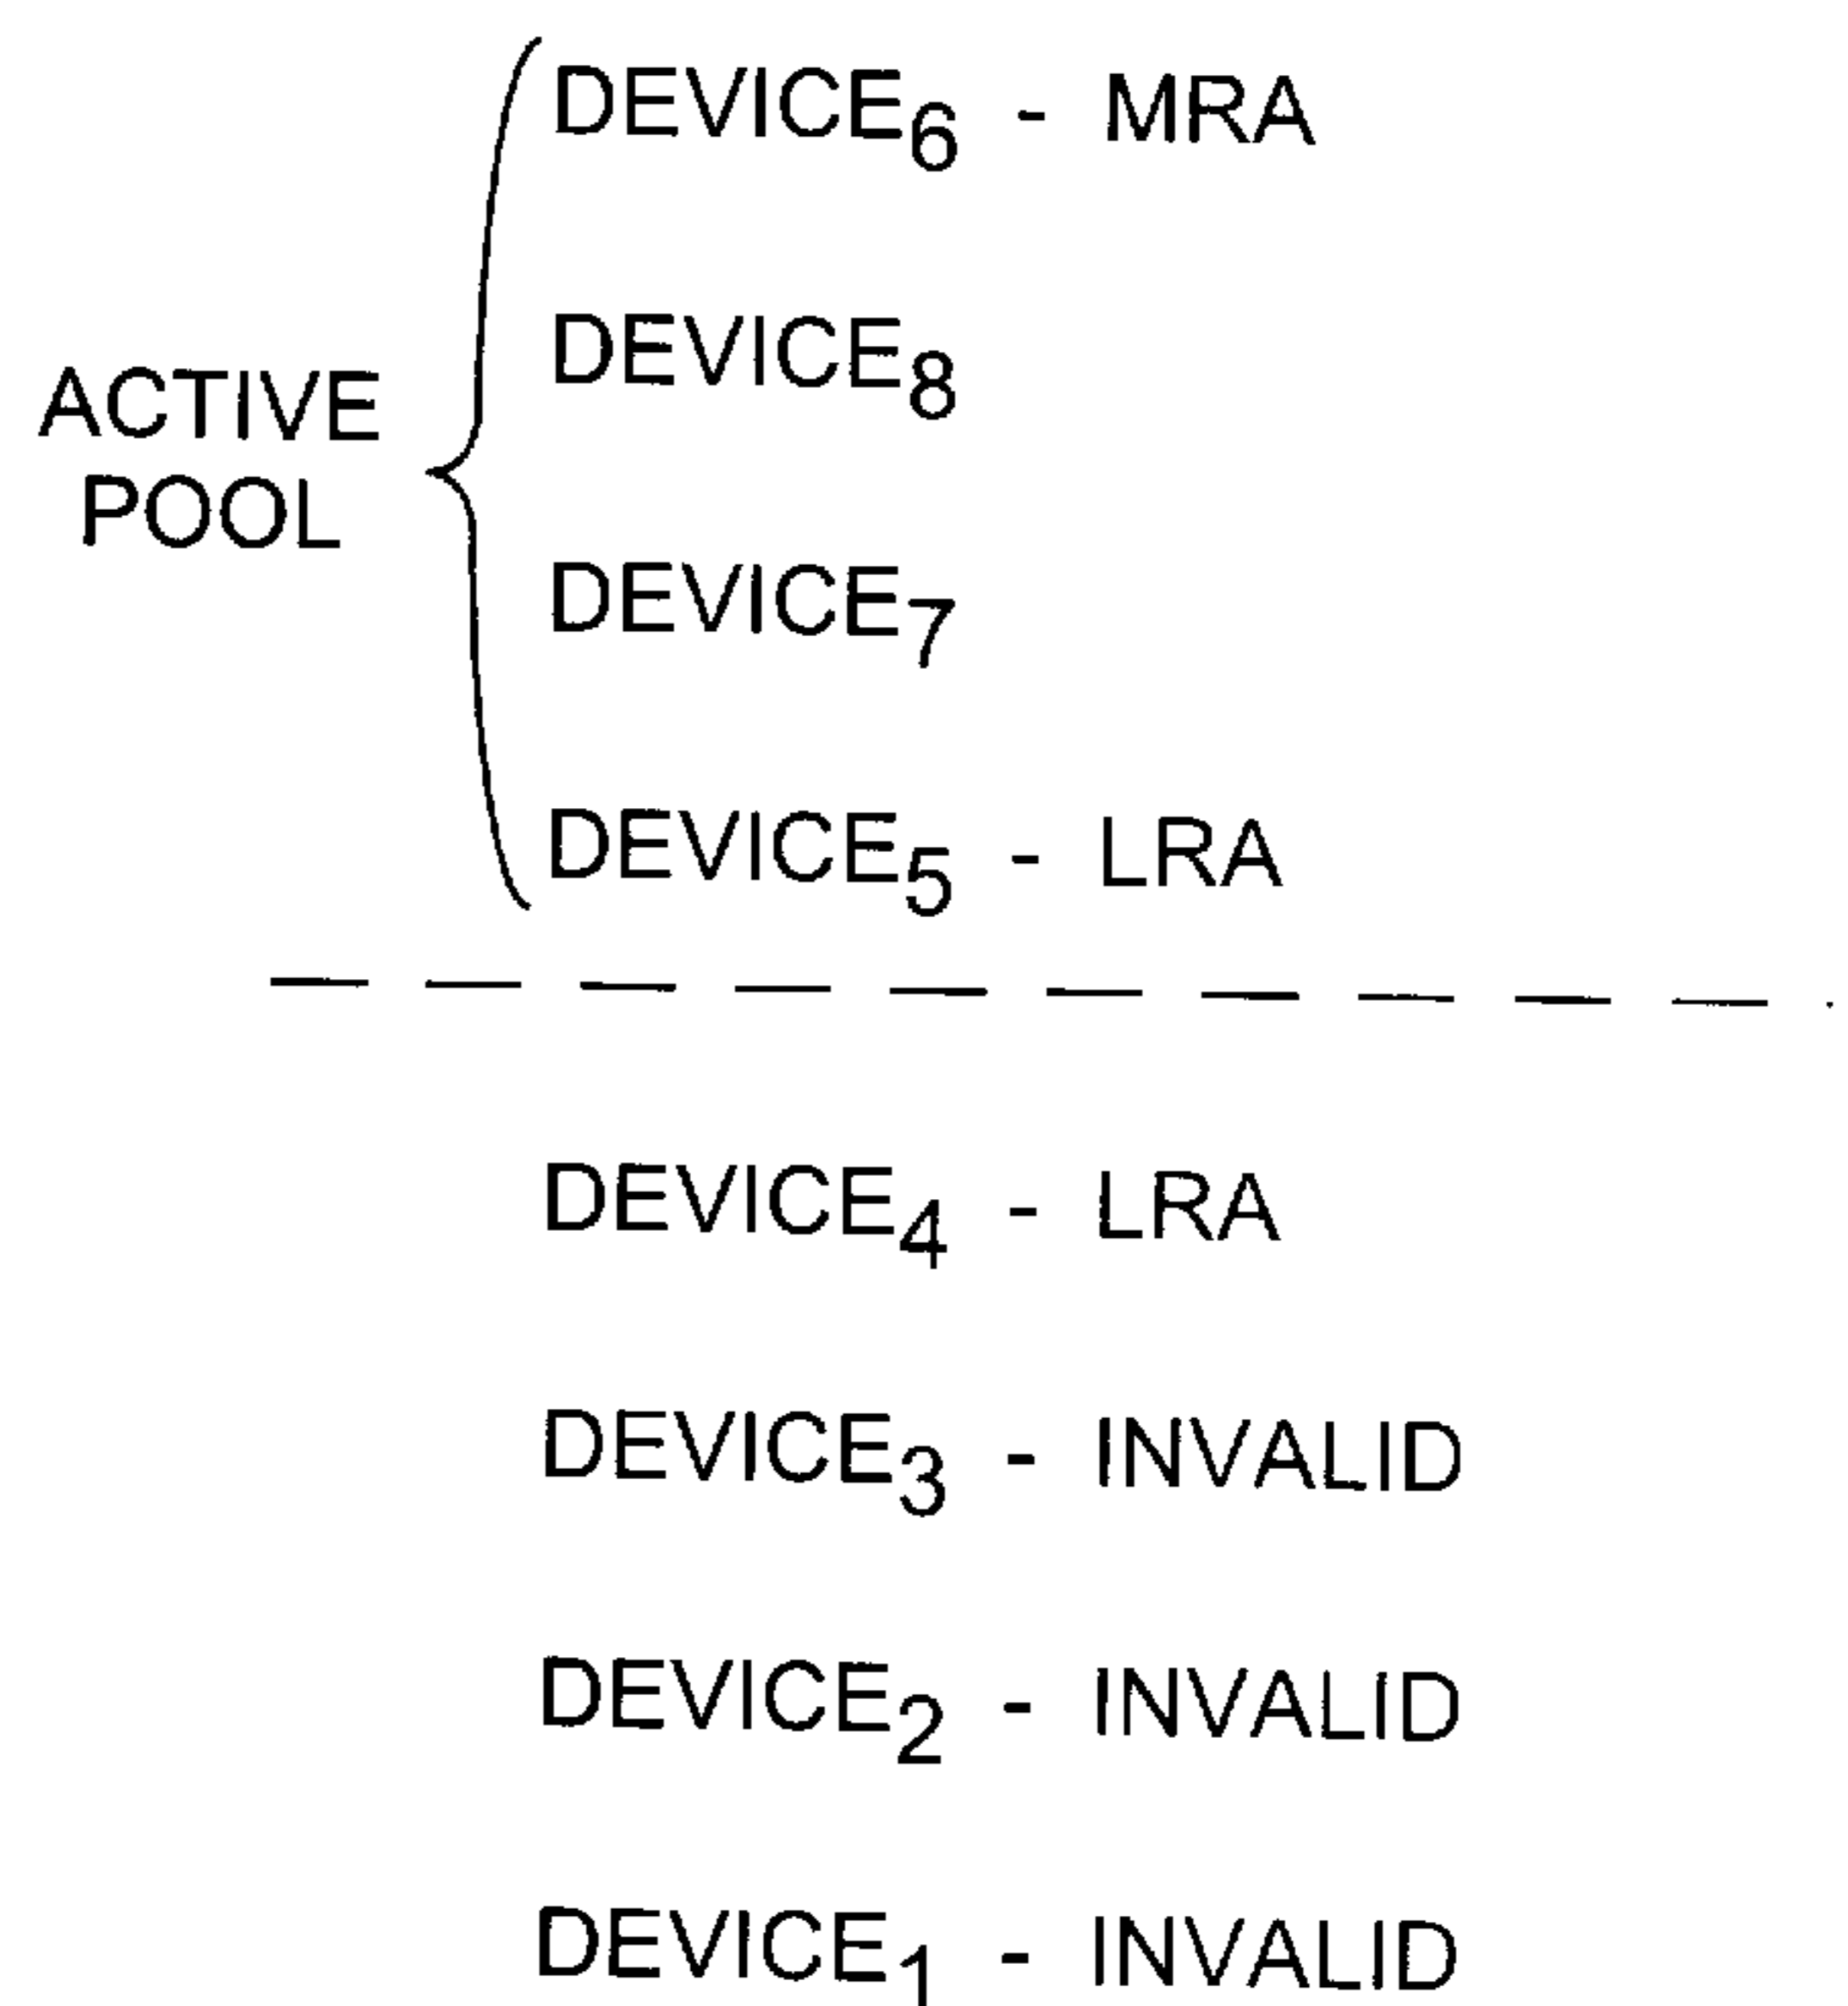 DEVICE6 - MRA
DEVICE8
ACTIVE
POOL
DEVICE7
DEVICE5 - LRA
DEVICE4 - LRA
DEVICE3 - INVALID
DEVICE2 - INVALID
DEVICE1 - INVALID